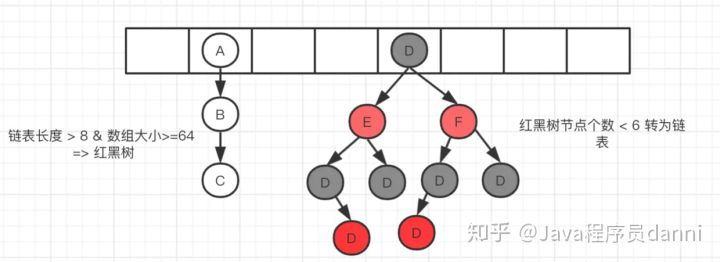 A
D
B
E
F
链表长度 > 8 & 数组大小>=64
=> 红黑树
红黑树节点个数 < 6 转为链
表
C
D
D
D
D
D
D
知乎 @Java程序员danni